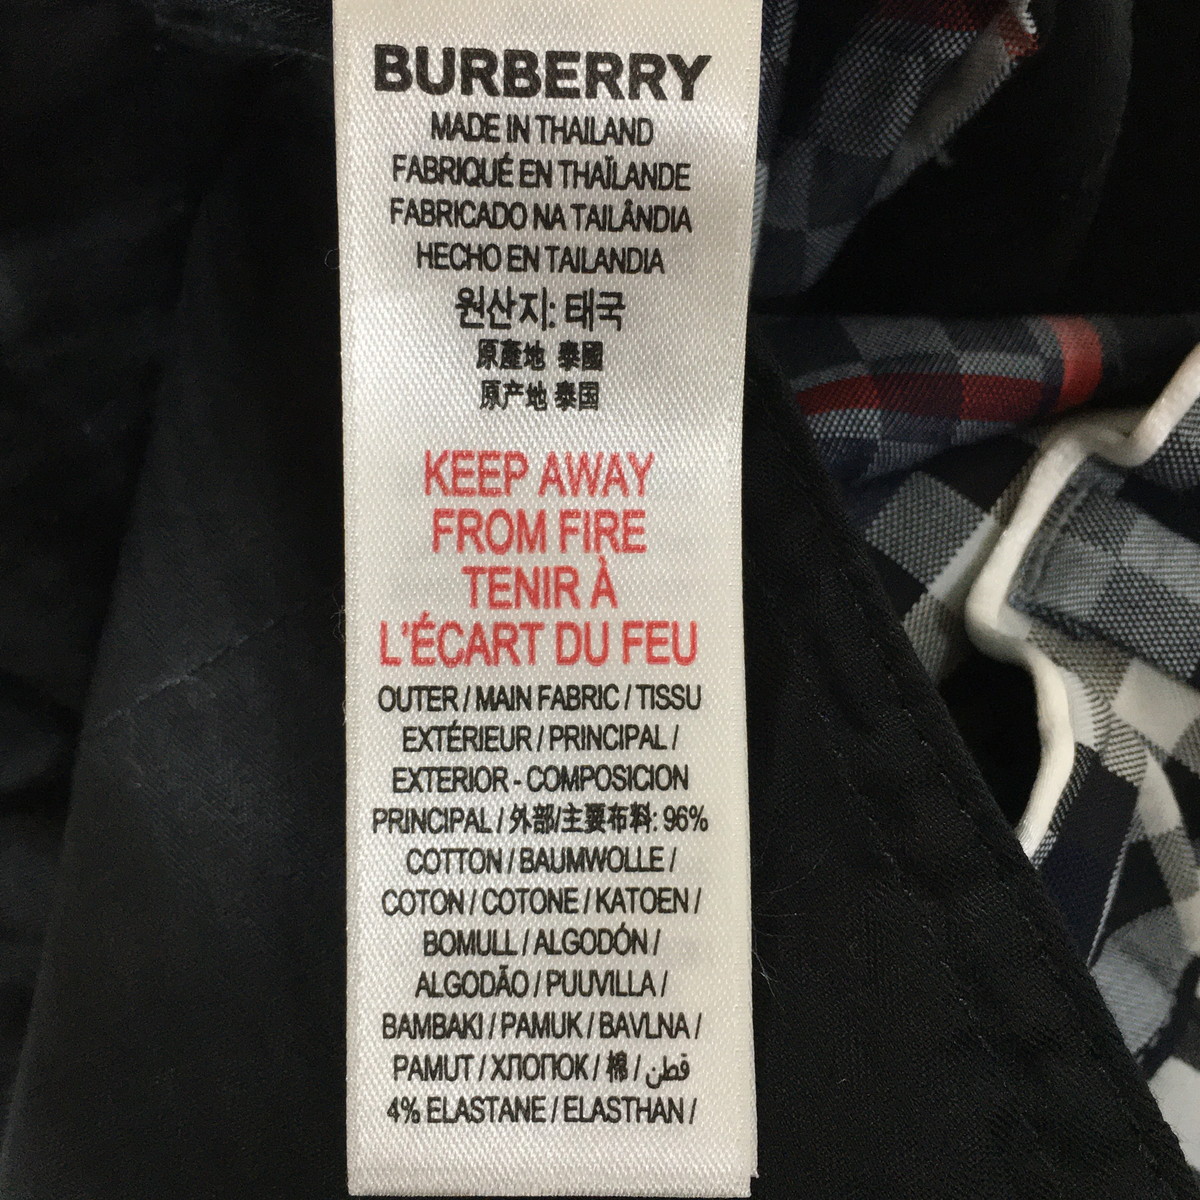 BURBERRY
MADE IN THAILAND
FABRIQUÉ EN THAÏLANDE
FABRICADO NA TAILÂNDIA
HECHO EN TAILANDIA
원산지: 태국
原產地 泰國
原产地 泰国
KEEP AWAY
FROM FIRE
TENIR À
L'ÉCART DU FEU
OUTER / MAIN FABRIC / TISSU
EXTÉRIEUR / PRINCIPAL /
EXTERIOR - COMPOSICION
PRINCIPAL / 外部/主要布料: 96%
COTTON / BAUMWOLLE /
COTON / COTONE / KATOEN /
BOMULL / ALGODÓN /
ALGODÃO / PUUVILLA /
BAMBAKI / PAMUK / BAVLNA /
PAMUT / ХЛОПОК / 棉 / قطن
4% ELASTANE / ELASTHAN /